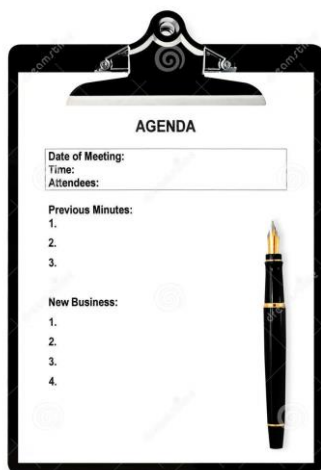 AGENDA
Date of Meeting:
Time:
Attendees:
Previous Minutes:
1.
2.
3.
New Business:
1.
2.
3.
4.